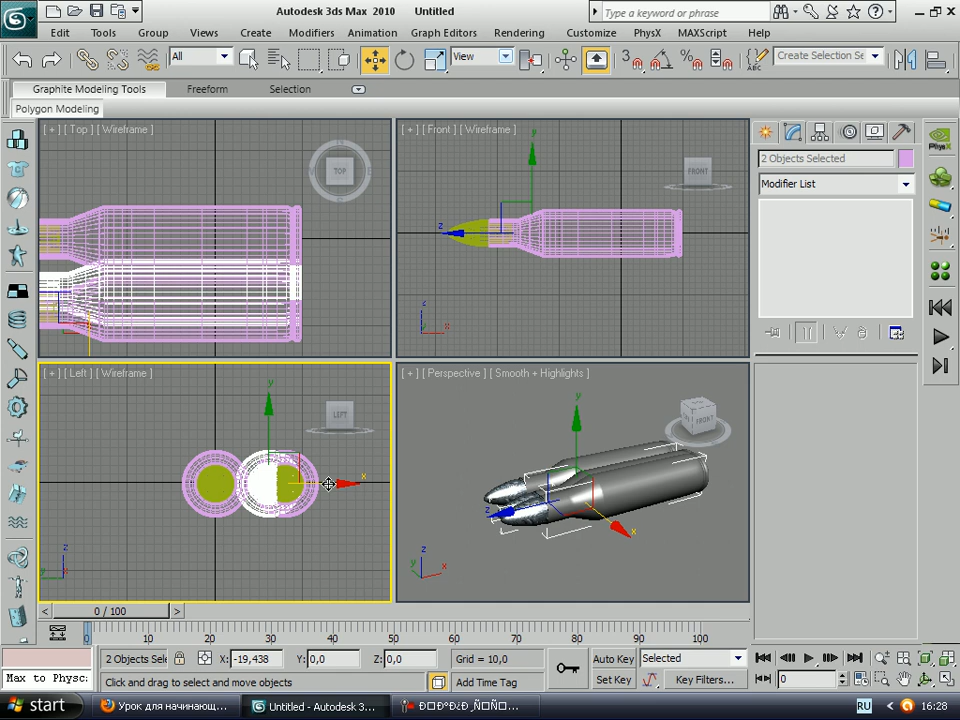 Autodesk 3ds Max 2010 Untitled
Type a keyword or phrase
Edit Tools Group Views Create Modifiers Animation Graph Editors Rendering Customize PhysX MAXScript Help
All
View
3
ABC
Create Selection Se
Graphite Modeling Tools Freeform Selection
Polygon Modeling
[ + ] [ Top ] [ Wireframe ]
TOP
[ + ] [ Front ] [ Wireframe ]
FRONT
y
z
z
x
2 Objects Selected
Modifier List
PhysX
[ + ] [ Left ] [ Wireframe ]
LEFT
y
x
z
y
[ + ] [ Perspective ] [ Smooth + Highlights ]
FRONT
y
z
x
z
y
x
< 0 / 100 >
0 10 20 30 40 50 60 70 80 90 100
2 Objects Sele X: -19,438 Y: 0,0 Z: 0,0 Grid = 10,0 Auto Key Selected
Max to Physc: Click and drag to select and move objects Add Time Tag Set Key Key Filters... 0
start Урок для начинающ... Untitled - Autodesk 3... RU 16:28